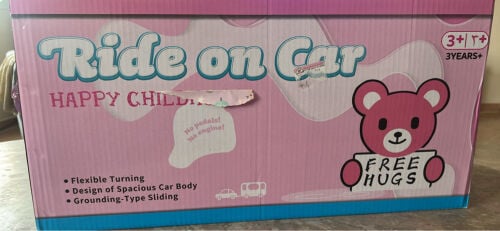 3+ | ٣+
3YEARS+
Ride on Car
HAPPY
No pedals!
No engine!
FREE
HUGS
• Flexible Turning
• Design of Spacious Car Body
• Grounding-Type Sliding